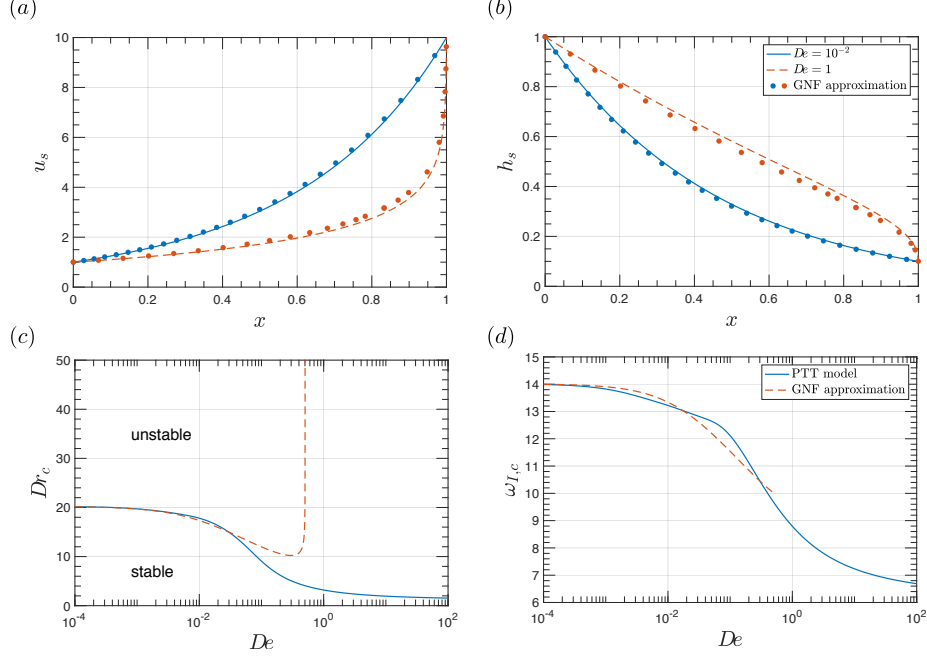 (a)
10
8
6
4
2
0
u_s
0
0.2
0.4
0.6
0.8
1
x
(b)
1
0.8
0.6
0.4
0.2
0
h_s
0
0.2
0.4
0.6
0.8
1
x
De = 10^-2
De = 1
GNF approximation
(c)
50
40
30
20
10
0
Dr_c
unstable
stable
10^-4
10^-2
10^0
10^2
De
(d)
15
14
13
12
11
10
9
8
7
6
ω_{I,c}
PTT model
GNF approximation
10^-4
10^-2
10^0
10^2
De